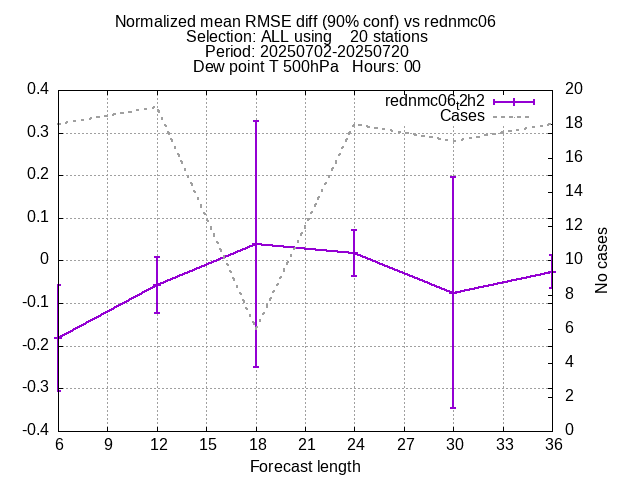 Normalized mean RMSE diff (90% conf) vs rednmc06
Selection: ALL using    20 stations
Period: 20250702-20250720
Dew point T 500hPa   Hours: 00
rednmc06t2h2
Cases
0.4
0.3
0.2
0.1
0
-0.1
-0.2
-0.3
-0.4
20
18
16
14
12
10
8
6
4
2
0
No cases
6 9 12 15 18 21 24 27 30 33 36
Forecast length